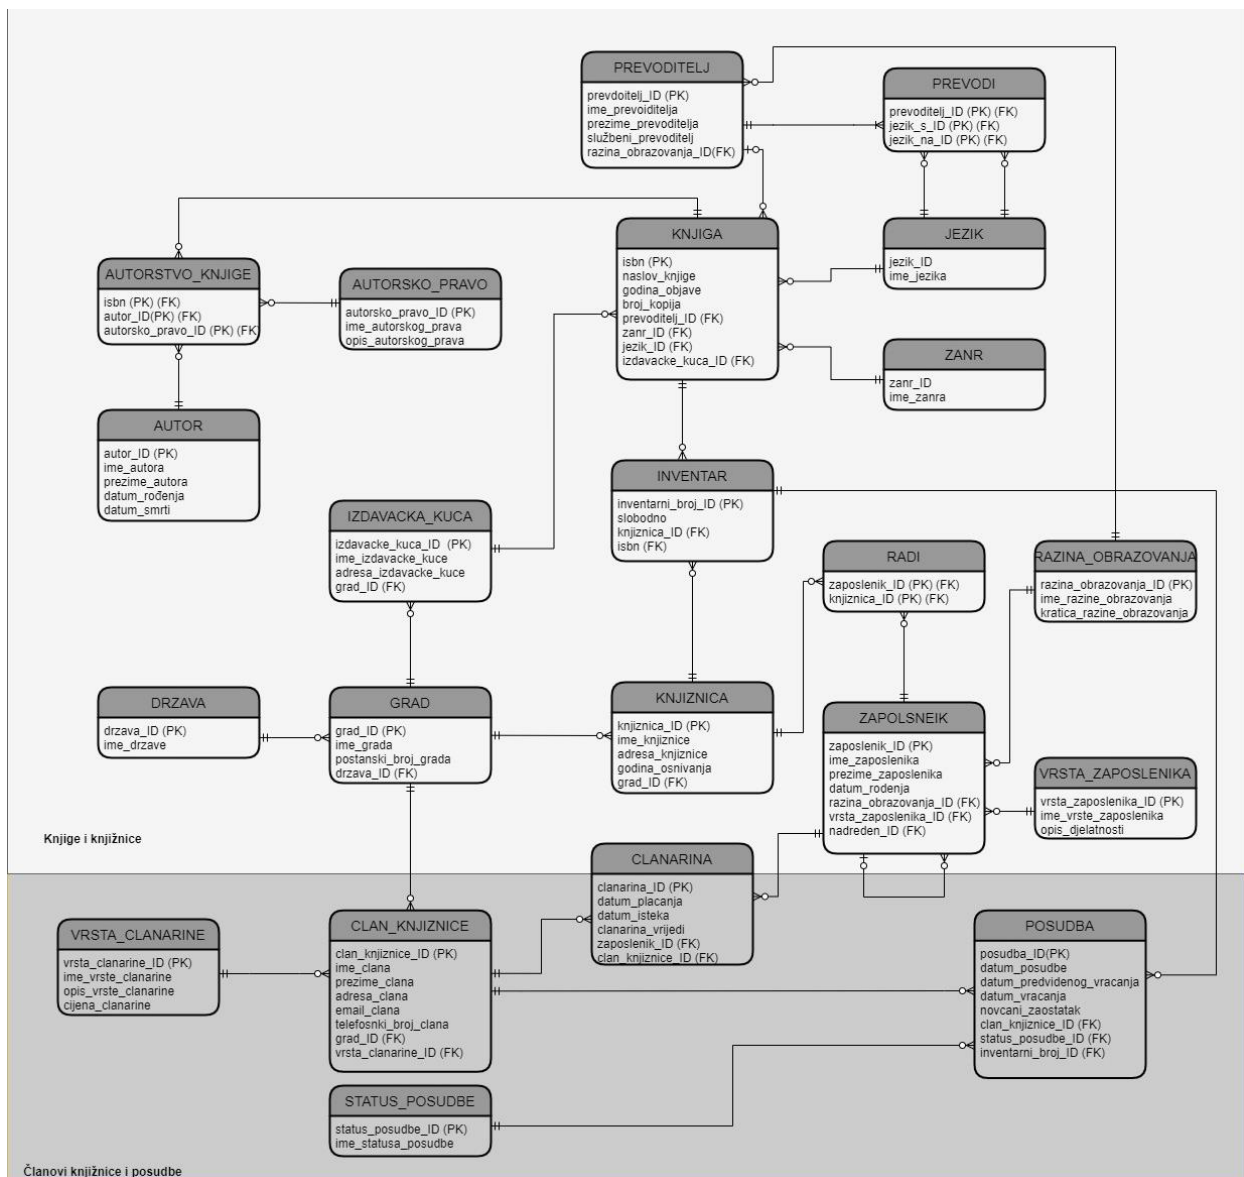 PREVODITELJ
prevdoitelj_ID (PK)
ime_prevoiditelja
prezime_prevoditelja
službeni_prevoditelj
razina_obrazovanja_ID(FK)
PREVODI
prevoditelj_ID (PK) (FK)
jezik_s_ID (PK) (FK)
jezik_na_ID (PK) (FK)
KNJIGA
isbn (PK)
naslov_knjige
godina_objave
broj_kopija
prevoditelj_ID (FK)
zanr_ID (FK)
jezik_ID (FK)
izdavacke_kuca_ID (FK)
JEZIK
jezik_ID
ime_jezika
AUTORSTVO_KNJIGE
isbn (PK) (FK)
autor_ID(PK) (FK)
autorsko_pravo_ID (PK) (FK)
AUTORSKO_PRAVO
autorsko_pravo_ID (PK)
ime_autorskog_prava
opis_autorskog_prava
ZANR
zanr_ID
ime_zanra
AUTOR
autor_ID (PK)
ime_autora
prezime_autora
datum_rođenja
datum_smrti
INVENTAR
inventarni_broj_ID (PK)
slobodno
knjiznica_ID (FK)
isbn (FK)
IZDAVACKA_KUCA
izdavacke_kuca_ID (PK)
ime_izdavacke_kuce
adresa_izdavacke_kuce
grad_ID (FK)
RADI
zaposlenik_ID (PK) (FK)
knjiznica_ID (PK) (FK)
RAZINA_OBRAZOVANJA
razina_obrazovanja_ID (PK)
ime_razine_obrazovanja
kratica_razine_obrazovanja
DRZAVA
drzava_ID (PK)
ime_drzave
GRAD
grad_ID (PK)
ime_grada
postanski_broj_grada
drzava_ID (FK)
KNJIZNICA
knjiznica_ID (PK)
ime_knjiznice
adresa_knjiznice
godina_osnivanja
grad_ID (FK)
ZAPOLSNEIK
zaposlenik_ID (PK)
ime_zaposlenika
prezime_zaposlenika
datum_rodenja
razina_obrazovanja_ID (FK)
vrsta_zaposlenika_ID (FK)
nadreden_ID (FK)
VRSTA_ZAPOSLENIKA
vrsta_zaposlenika_ID (PK)
ime_vrste_zaposlenika
opis_djelatnosti
Knjige i knjižnice
CLANARINA
clanarina_ID (PK)
datum_placanja
datum_isteka
clanarina_vrijedi
zaposlenik_ID (FK)
clan_knjiznice_ID (FK)
VRSTA_CLANARINE
vrsta_clanarine_ID (PK)
ime_vrste_clanarine
opis_vrste_clanarine
cijena_clanarine
CLAN_KNJIZNICE
clan_knjiznice_ID (PK)
ime_clana
prezime_clana
adresa_clana
email_clana
telefosnki_broj_clana
grad_ID (FK)
vrsta_clanarine_ID (FK)
POSUDBA
posudba_ID(PK)
datum_posudbe
datum_predvidenog_vracanja
datum_vracanja
novcani_zaostatak
clan_knjiznice_ID (FK)
status_posudbe_ID (FK)
inventarni_broj_ID (FK)
STATUS_POSUDBE
status_posudbe_ID (PK)
ime_statusa_posudbe
Članovi knjižnice i posudbe